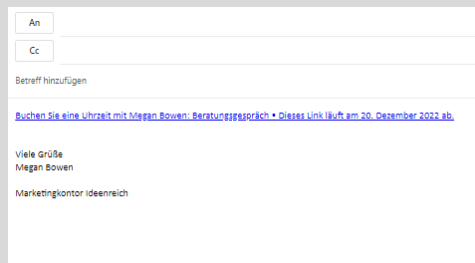 An
Cc
Betreff hinzufügen
Buchen Sie eine Uhrzeit mit Megan Bowen: Beratungsgespräch • Dieses Link läuft am 20. Dezember 2022 ab.
Viele Grüße
Megan Bowen
Marketingkontor Ideenreich